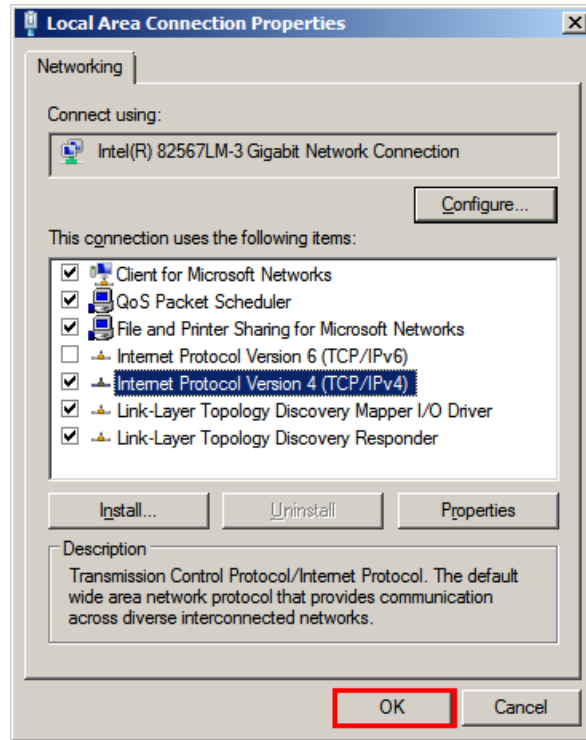 Local Area Connection Properties
Networking
Connect using:
Intel(R) 82567LM-3 Gigabit Network Connection
Configure...
This connection uses the following items:
Client for Microsoft Networks
QoS Packet Scheduler
File and Printer Sharing for Microsoft Networks
Internet Protocol Version 6 (TCP/IPv6)
Internet Protocol Version 4 (TCP/IPv4)
Link-Layer Topology Discovery Mapper I/O Driver
Link-Layer Topology Discovery Responder
Install...
Uninstall
Properties
Description
Transmission Control Protocol/Internet Protocol. The default
wide area network protocol that provides communication
across diverse interconnected networks.
OK
Cancel